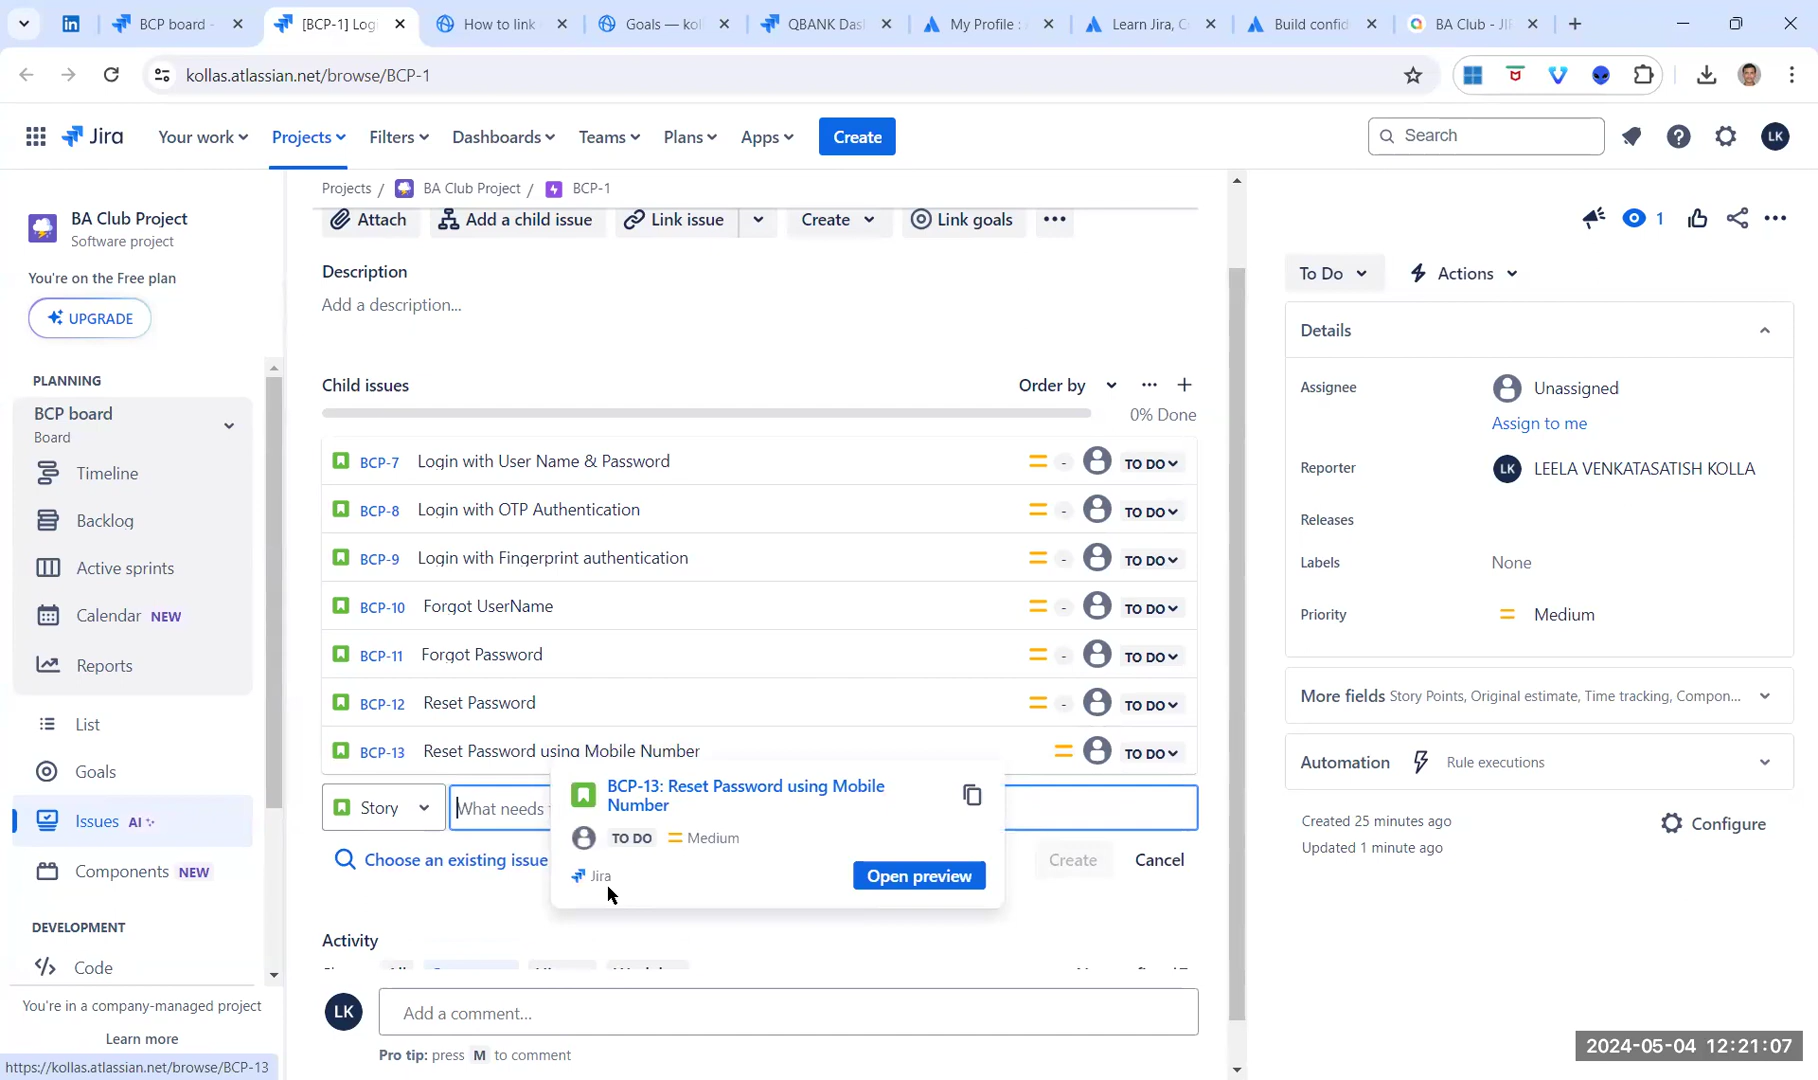 BCP board -
[BCP-1] Log
How to link
Goals — kol
QBANK Das
My Profile :
Learn Jira, C
Build confid
BA Club - JI
kollas.atlassian.net/browse/BCP-1
Jira
Your work
Projects
Filters
Dashboards
Teams
Plans
Apps
Create
Search
LK
BA Club Project
Software project
You're on the Free plan
UPGRADE
PLANNING
BCP board
Board
Timeline
Backlog
Active sprints
Calendar NEW
Reports
List
Goals
Issues AI
Components NEW
DEVELOPMENT
Code
You're in a company-managed project
Learn more
https://kollas.atlassian.net/browse/BCP-13
Projects / BA Club Project / BCP-1
Attach Add a child issue Link issue Create Link goals
Description
Add a description...
Child issues Order by
0% Done
BCP-7 Login with User Name & Password - TO DO
BCP-8 Login with OTP Authentication - TO DO
BCP-9 Login with Fingerprint authentication - TO DO
BCP-10 Forgot UserName - TO DO
BCP-11 Forgot Password - TO DO
BCP-12 Reset Password - TO DO
BCP-13 Reset Password using Mobile Number TO DO
Story What needs
BCP-13: Reset Password using Mobile
Number
TO DO Medium
Jira Open preview
Choose an existing issue Create Cancel
Activity
LK Add a comment...
Pro tip: press M to comment
1
To Do Actions
Details
Assignee Unassigned
Assign to me
Reporter LK LEELA VENKATASATISH KOLLA
Releases
Labels None
Priority Medium
More fields Story Points, Original estimate, Time tracking, Compon...
Automation Rule executions
Created 25 minutes ago Configure
Updated 1 minute ago
2024-05-04 12:21:07